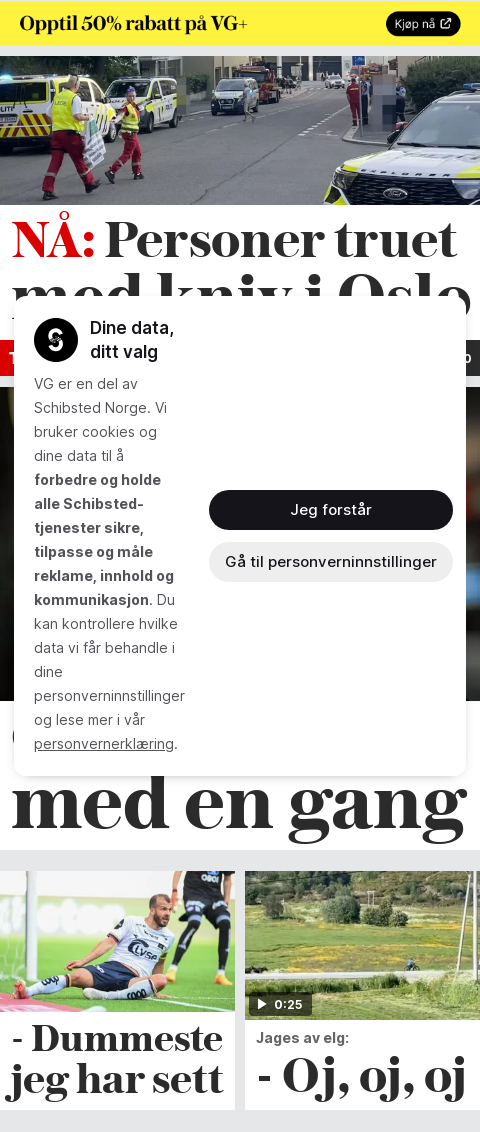 Opptil 50% rabatt på VG+
Kjøp nå
NÅ: Personer truet
med kniv i Oslo
Dine data,
ditt valg
VG er en del av
Schibsted Norge. Vi
bruker cookies og
dine data til å
forbedre og holde
alle Schibsted-
tjenester sikre,
tilpasse og måle
reklame, innhold og
kommunikasjon. Du
kan kontrollere hvilke
data vi får behandle i
dine
personverninnstillinger
og lese mer i vår
personvernerklæring.
Jeg forstår
Gå til personverninnstillinger
med en gang
LYSE
OBOS
- Dummeste
jeg har sett
0:25
Jages av elg:
- Oj, oj, oj